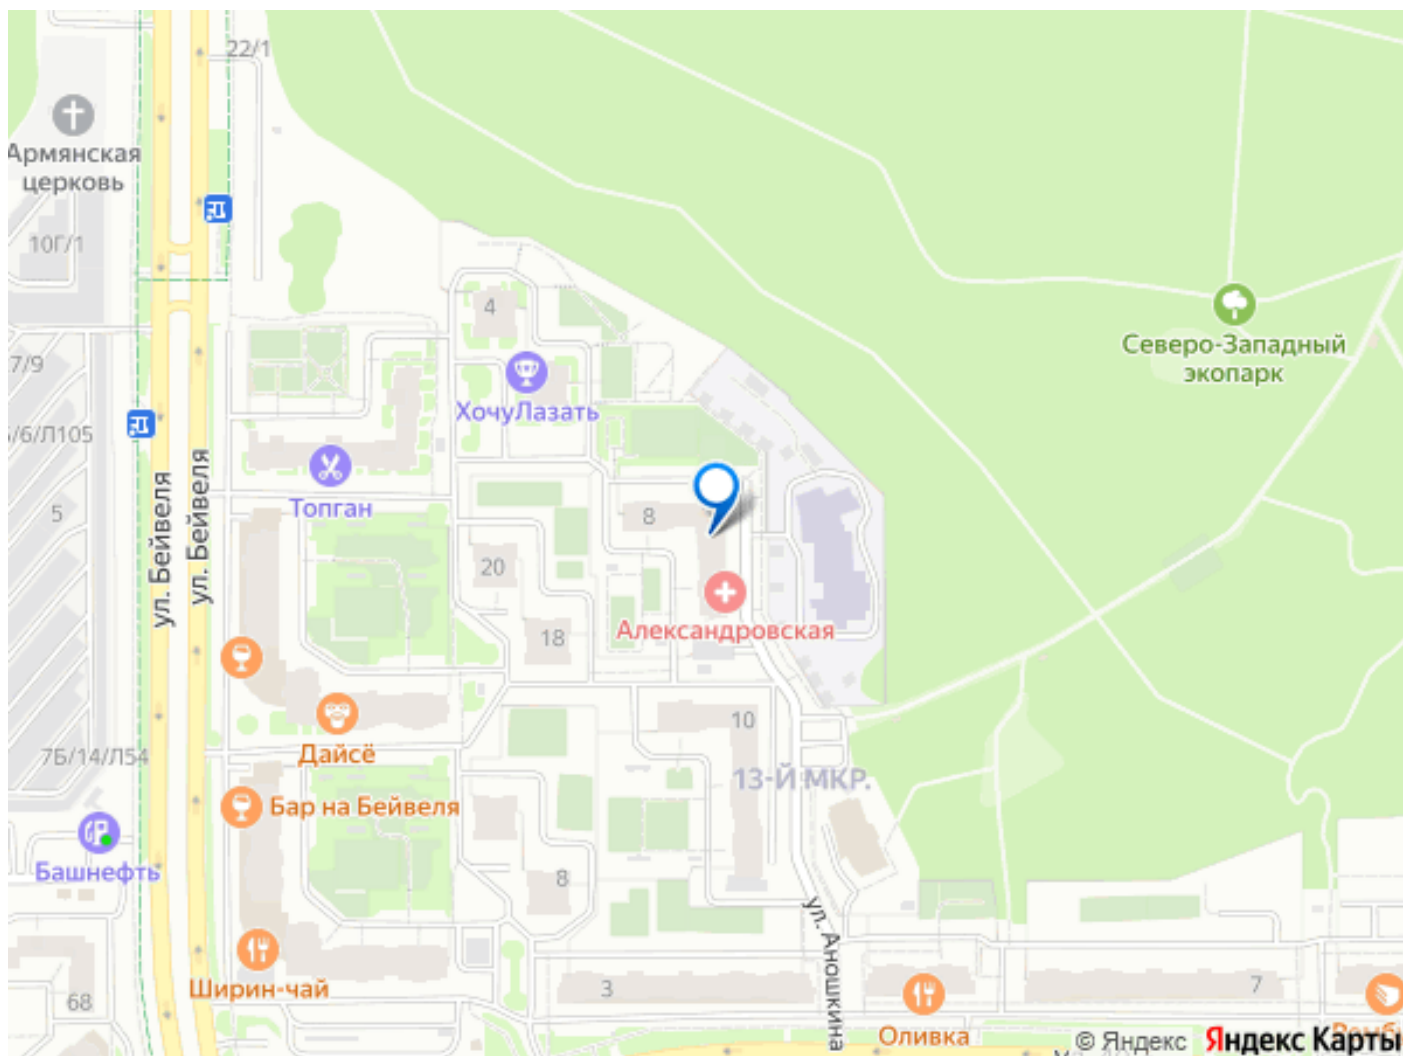 22/1
Армянская
церковь
10Г/1
4
Северо-Западный
экопарк
7/9
ХочуЛазать
/6/Л105
ул. Бейвеля
ул. Бейвеля
Топган
5
8
20
Александровская
18
10
Дайсё
7Б/14//Л54
13-Й МКР.
Бар на Бейвеля
Башнефть
8
ул. Аношкина
Ширин-чай
3
7
68
Оливка
© Яндекс Яндекс Карты